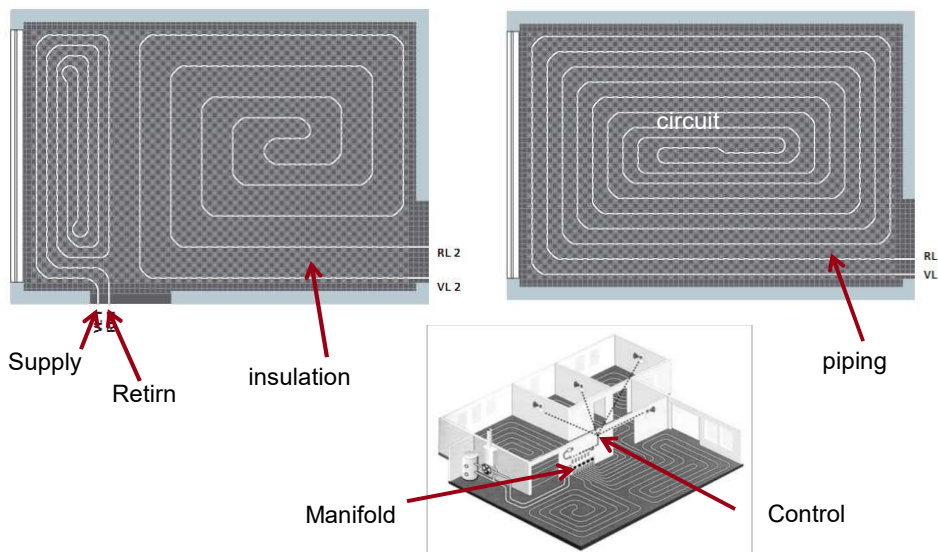 circuit
RL 2
VL 2
RL
VL
Supply
Retirn
insulation
piping
Manifold
Control